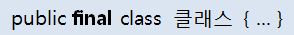 public final class 클래스 { ... }